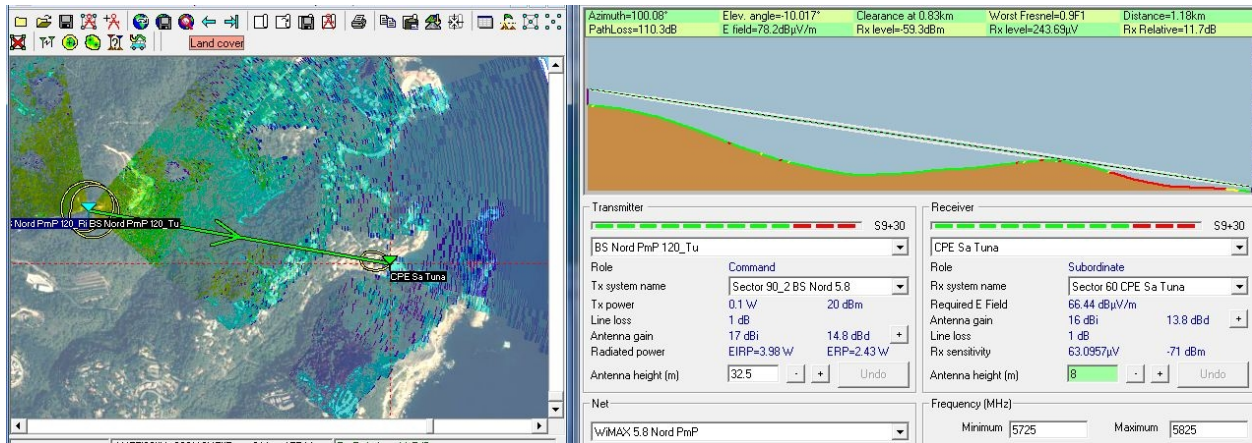 Land cover
Azimuth=100.08° Elev. angle=-10.017° Clearance at 0.83km Worst Fresnel=0.9F1 Distance=1.18km
PathLoss=110.3dB E field=78.2dBµV/m Rx level=-59.3dBm Rx level=243.69µV Rx Relative=11.7dB
BS Nord PmP 120_Tu
CPE Sa Tuna
Transmitter
S9+30
BS Nord PmP 120_Tu
Role Command
Tx system name Sector 90_2 BS Nord 5.8
Tx power 0.1 W 20 dBm
Line loss 1 dB
Antenna gain 17 dBi 14.8 dBd +
Radiated power EIRP=3.98 W ERP=2.43 W
Antenna height (m) 32.5 - + Undo
Net
WiMAX 5.8 Nord PmP
Receiver
S9+30
CPE Sa Tuna
Role Subordinate
Rx system name Sector 60 CPE Sa Tuna
Required E Field 66.44 dBµV/m
Antenna gain 16 dBi 13.8 dBd +
Line loss 1 dB
Rx sensitivity 63.0957µV -71 dBm
Antenna height (m) 8 - + Undo
Frequency (MHz)
Minimum 5725 Maximum 5825